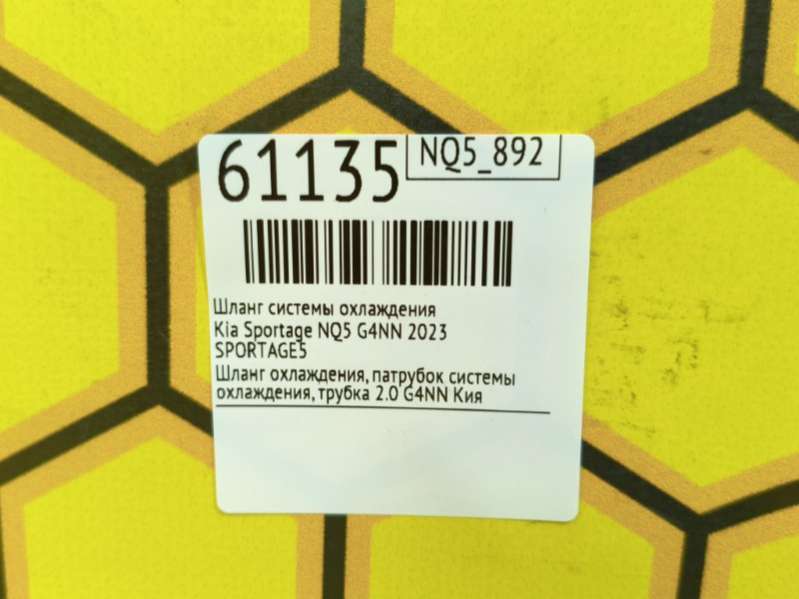 61135
NQ5_892
Шланг системы охлаждения
Kia Sportage NQ5 G4NN 2023
SPORTAGE5
Шланг охлаждения, патрубок системы
охлаждения, трубка 2.0 G4NN Кия